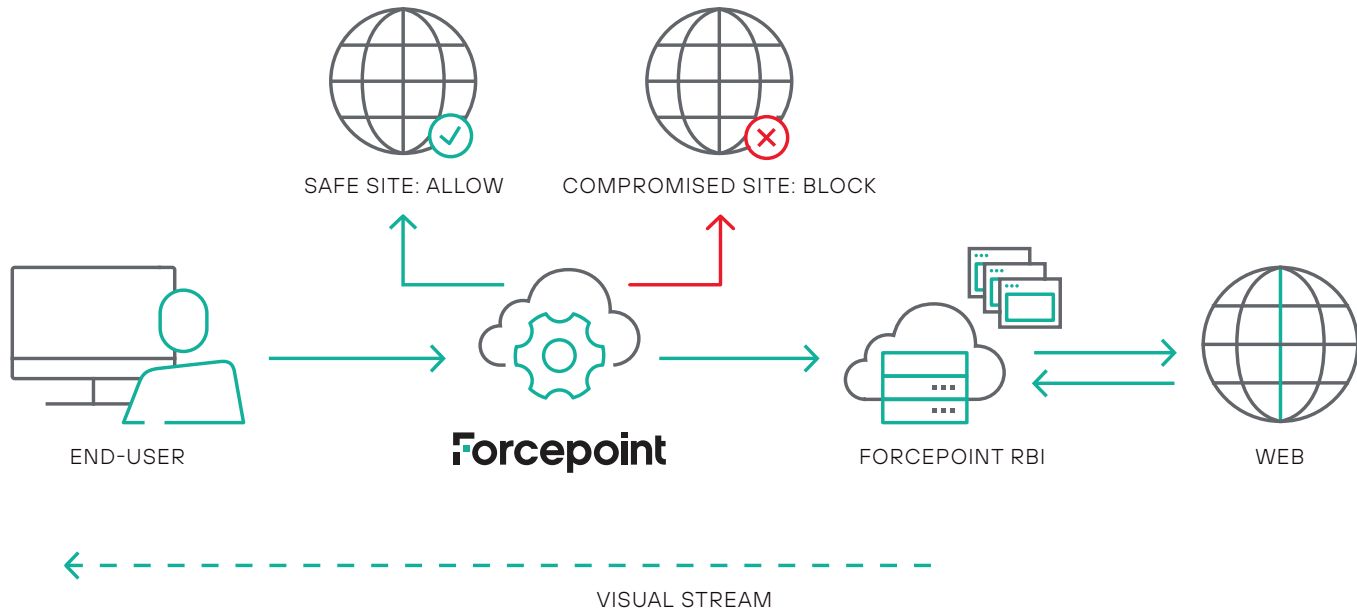 SAFE SITE: ALLOW
COMPROMISED SITE: BLOCK
END-USER
Forcepoint
FORCEPOINT RBI
WEB
VISUAL STREAM